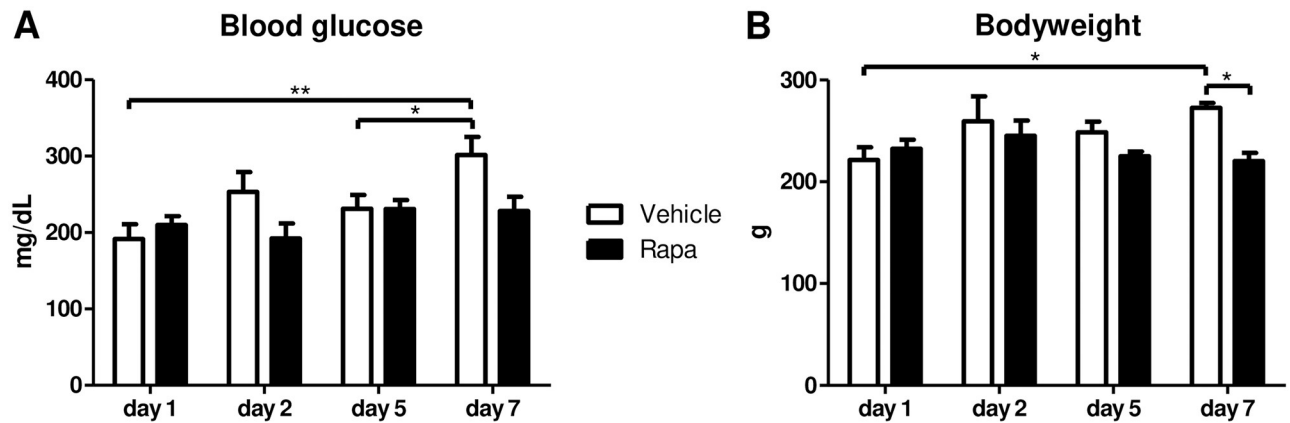 A
Blood glucose
mg/dL
400
300
200
100
0
**
*
day 1
day 2
day 5
day 7
Vehicle
Rapa
B
Bodyweight
g
300
200
100
0
*
*
day 1
day 2
day 5
day 7